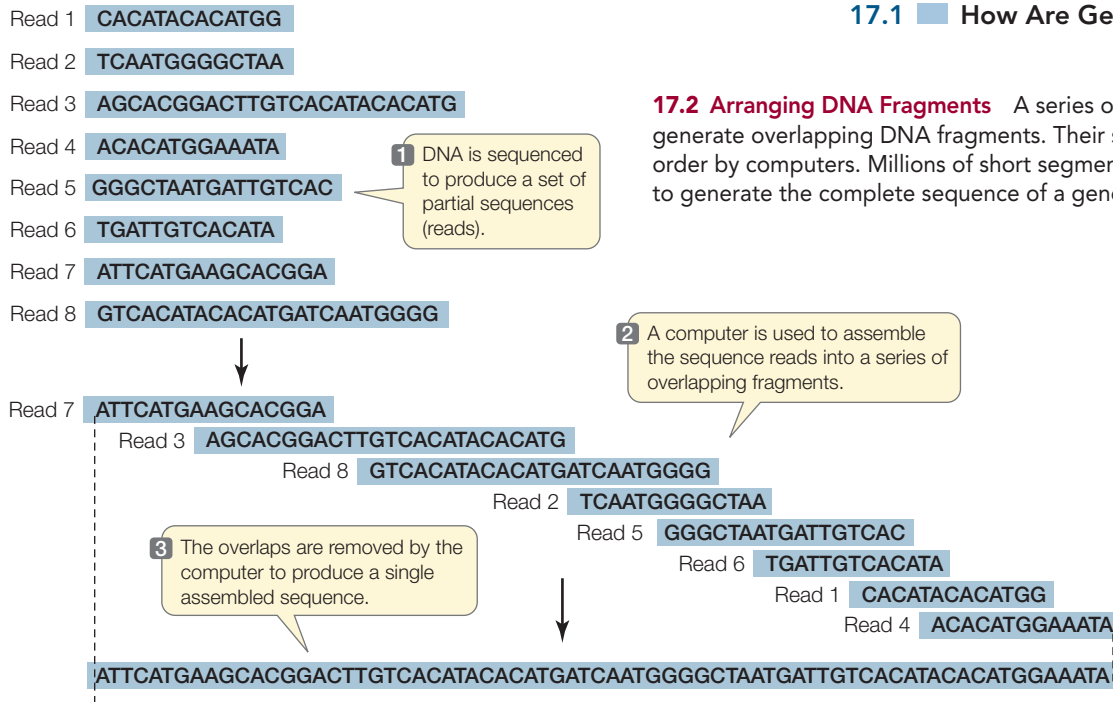 17.1 How Are Ge
Read 1 CACATACACATGG
Read 2 TCAATGGGGCTAA
Read 3 AGCACGGACTTGTCACATACACATG
Read 4 ACACATGGAAATA
Read 5 GGGCTAATGATTGTCAC
Read 6 TGATTGTCACATA
Read 7 ATTCATGAAGCACGGA
Read 8 GTCACATACACATGATCAATGGGG
17.2 Arranging DNA Fragments A series o
generate overlapping DNA fragments. Their s
order by computers. Millions of short segmen
to generate the complete sequence of a gen
1 DNA is sequenced
to produce a set of
partial sequences
(reads).
2 A computer is used to assemble
the sequence reads into a series of
overlapping fragments.
Read 7 ATTCATGAAGCACGGA
Read 3 AGCACGGACTTGTCACATACACATG
Read 8 GTCACATACACATGATCAATGGGG
Read 2 TCAATGGGGCTAA
Read 5 GGGCTAATGATTGTCAC
Read 6 TGATTGTCACATA
Read 1 CACATACACATGG
Read 4 ACACATGGAAATA
3 The overlaps are removed by the
computer to produce a single
assembled sequence.
ATTCATGAAGCACGGACTTGTCACATACACATGATCAATGGGGCTAATGATTGTCACATACACATGGAAATA